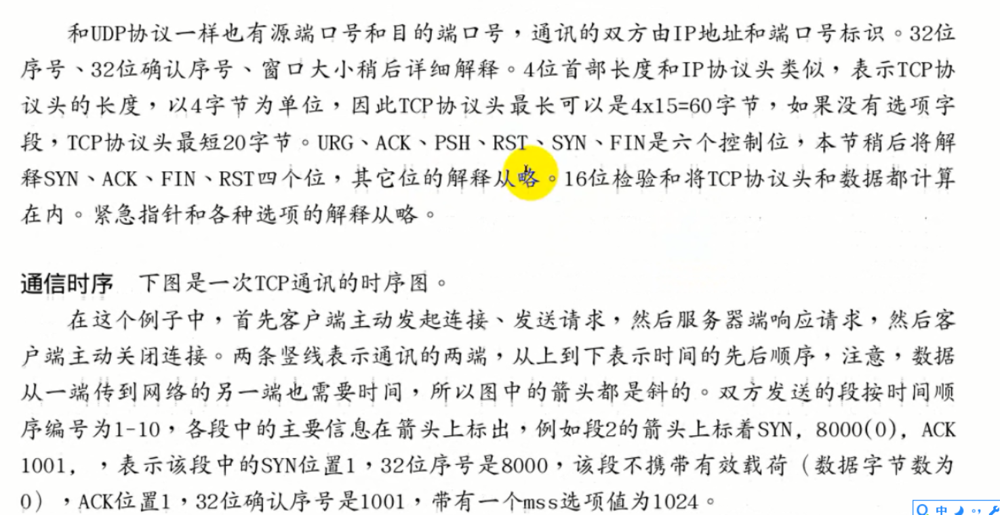 和UDP协议一样也有源端口号和目的端口号，通讯的双方由IP地址和端口号标识。32位
序号、32位确认序号、窗口大小稍后详细解释。4位首部长度和IP协议头类似，表示TCP协
议头的长度，以4字节为单位，因此TCP协议头最长可以是4x15=60字节，如果没有选项字
段，TCP协议头最短20字节。URG、ACK、PSH、RST、SYN、FIN是六个控制位，本节稍后将解
释SYN、ACK、FIN、RST四个位，其它位的解释从略。16位检验和将TCP协议头和数据都计算
在内。紧急指针和各种选项的解释从略。
通信时序 下图是一次TCP通讯的时序图。
在这个例子中，首先客户端主动发起连接、发送请求，然后服务器端响应请求，然后客
户端主动关闭连接。两条竖线表示通讯的两端，从上到下表示时间的先后顺序，注意，数据
从一端传到网络的另一端也需要时间，所以图中的箭头都是斜的。双方发送的段按时间顺
序编号为1-10，各段中的主要信息在箭头上标出，例如段2的箭头上标着SYN, 8000(0), ACK
1001, ，表示该段中的SYN位置1，32位序号是8000，该段不携带有效载荷（数据字节数为
0），ACK位置1，32位确认序号是1001，带有一个mss选项值为1024。
中